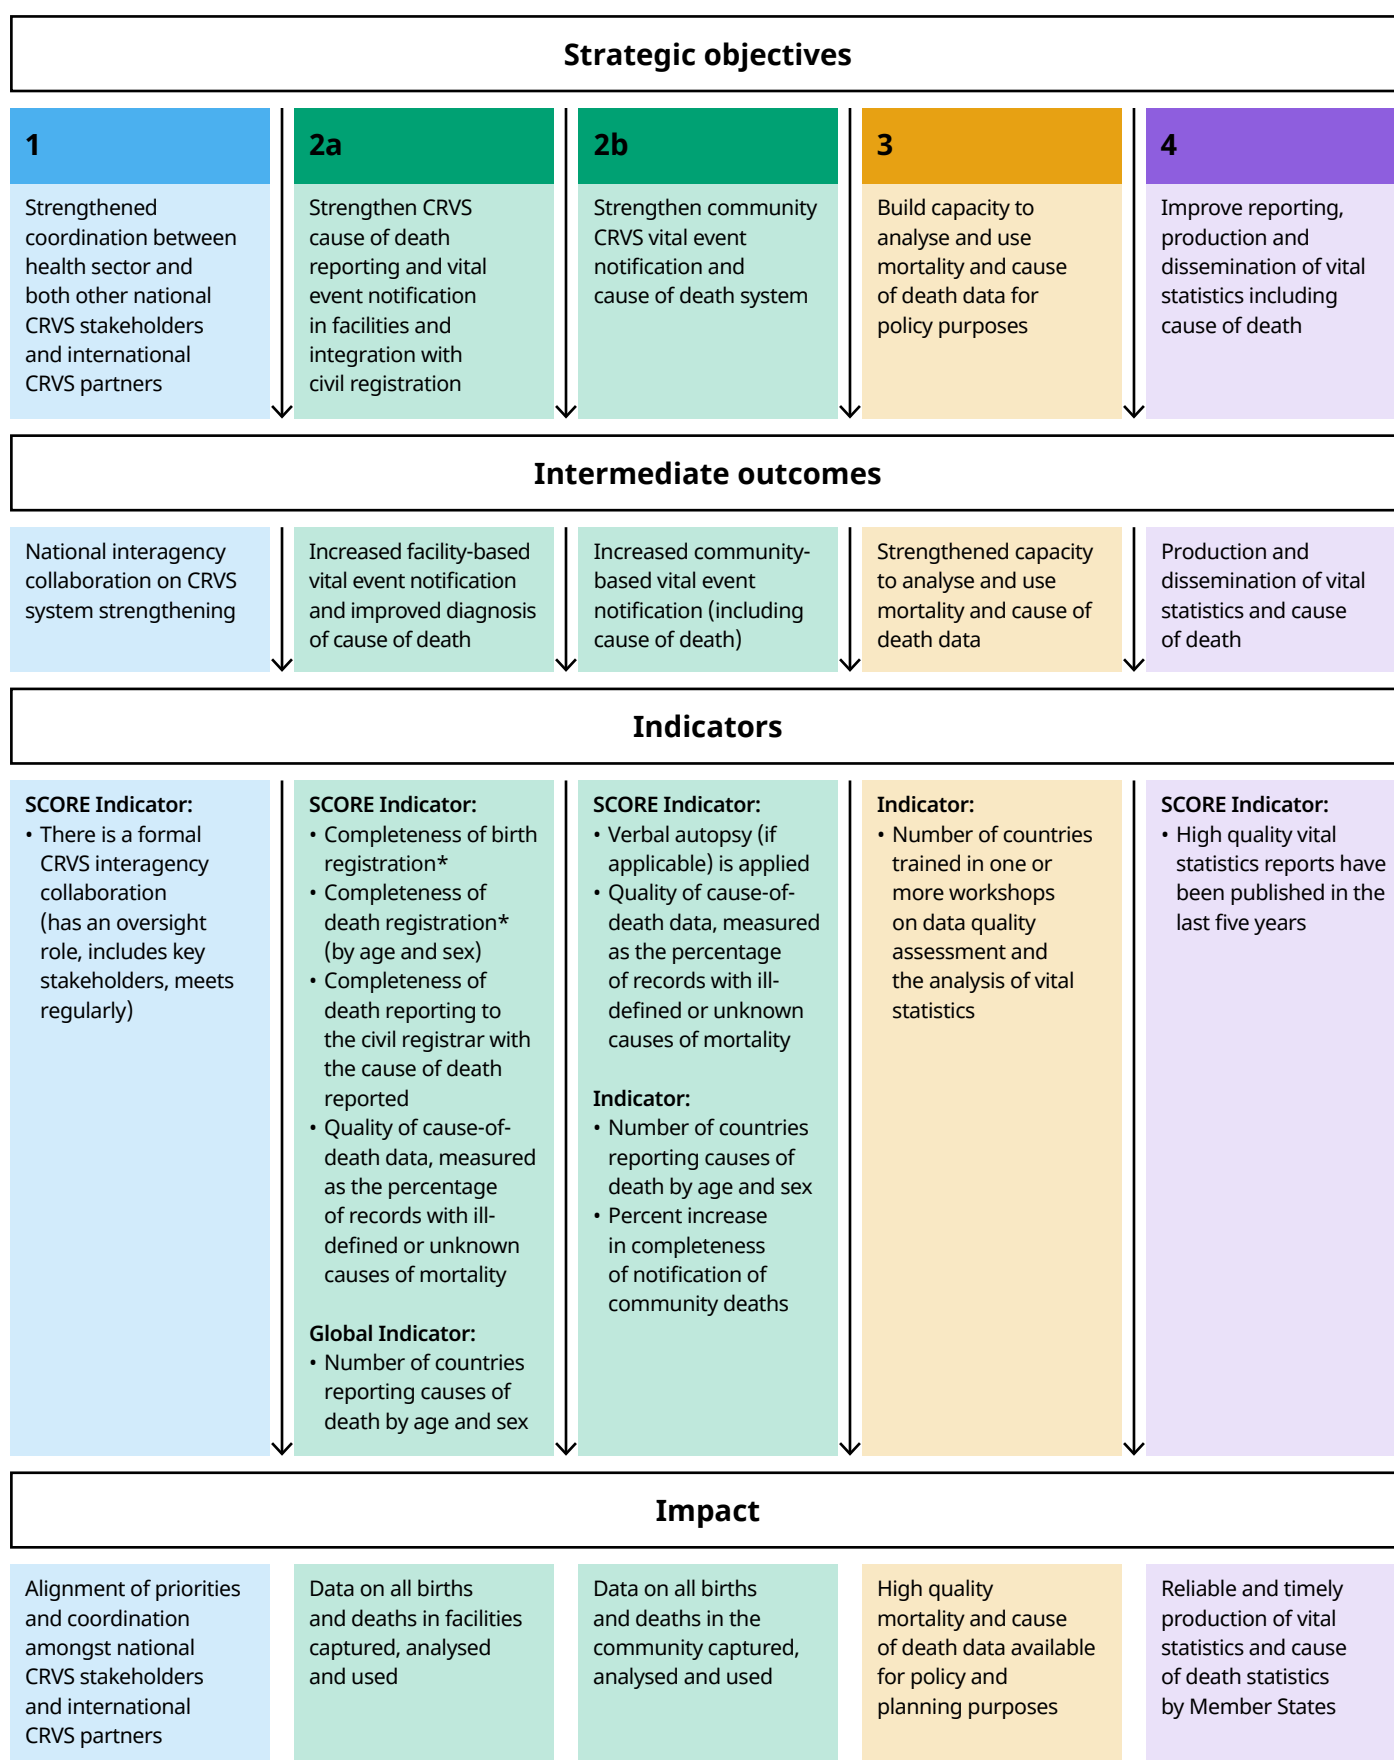 Strategic objectives
1
Strengthened
coordination between
health sector and
both other national
CRVS stakeholders
and international
CRVS partners
2a
Strengthen CRVS
cause of death
reporting and vital
event notification
in facilities and
integration with
civil registration
2b
Strengthen community
CRVS vital event
notification and
cause of death system
3
Build capacity to
analyse and use
mortality and cause
of death data for
policy purposes
4
Improve reporting,
production and
dissemination of vital
statistics including
cause of death
Intermediate outcomes
National interagency
collaboration on CRVS
system strengthening
Increased facility-based
vital event notification
and improved diagnosis
of cause of death
Increased community-
based vital event
notification (including
cause of death)
Strengthened capacity
to analyse and use
mortality and cause of
death data
Production and
dissemination of vital
statistics and cause
of death
Indicators
SCORE Indicator:
• There is a formal
CRVS interagency
collaboration
(has an oversight
role, includes key
stakeholders, meets
regularly)
SCORE Indicator:
• Completeness of birth
registration*
• Completeness of
death registration*
(by age and sex)
• Completeness of
death reporting to
the civil registrar with
the cause of death
reported
• Quality of cause-of-
death data, measured
as the percentage
of records with ill-
defined or unknown
causes of mortality
Global Indicator:
• Number of countries
reporting causes of
death by age and sex
SCORE Indicator:
• Verbal autopsy (if
applicable) is applied
• Quality of cause-of-
death data, measured
as the percentage
of records with ill-
defined or unknown
causes of mortality
Indicator:
• Number of countries
reporting causes of
death by age and sex
• Percent increase
in completeness
of notification of
community deaths
Indicator:
• Number of countries
trained in one or
more workshops
on data quality
assessment and
the analysis of vital
statistics
SCORE Indicator:
• High quality vital
statistics reports have
been published in the
last five years
Impact
Alignment of priorities
and coordination
amongst national
CRVS stakeholders
and international
CRVS partners
Data on all births
and deaths in facilities
captured, analysed
and used
Data on all births
and deaths in the
community captured,
analysed and used
High quality
mortality and cause
of death data available
for policy and
planning purposes
Reliable and timely
production of vital
statistics and cause
of death statistics
by Member States